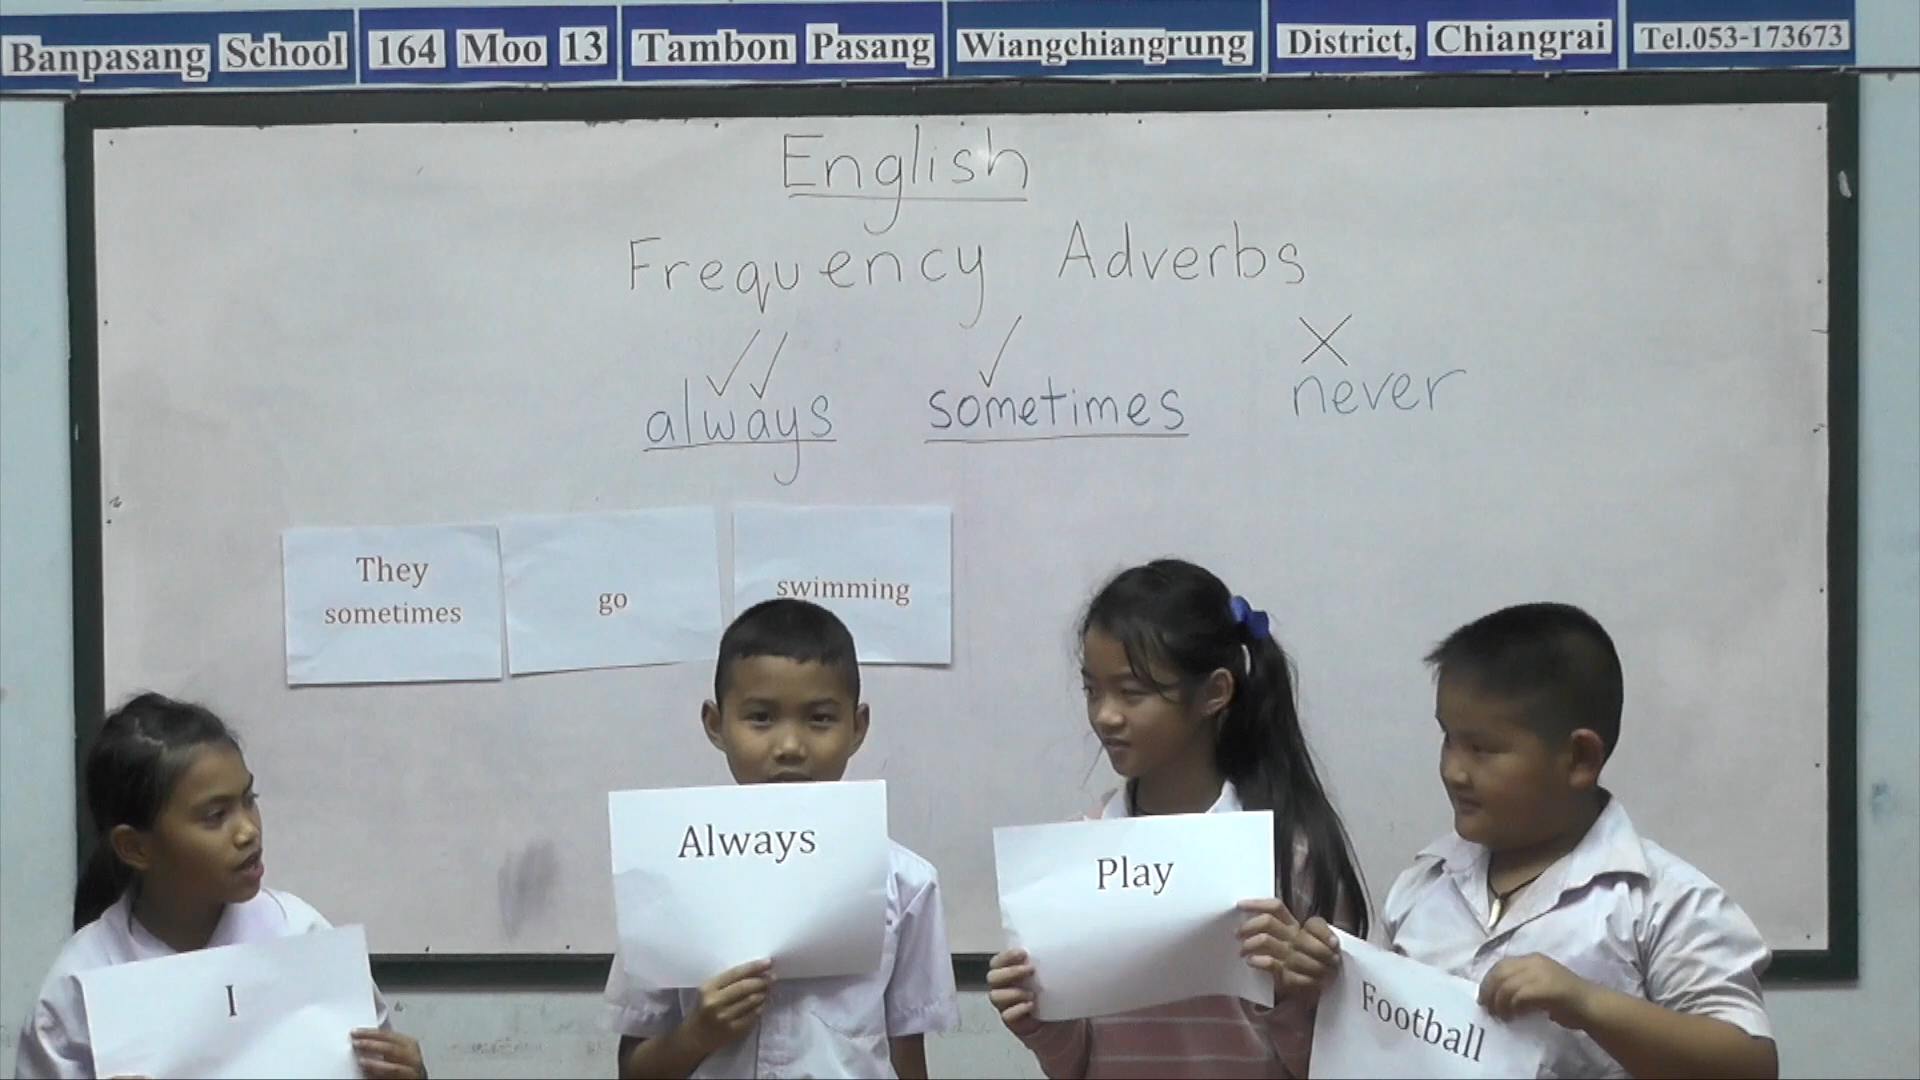 Banpasang School 164 Moo 13 Tambon Pasang Wiangchiangrung District, Chiangrai Tel.053-173673
English
Frequency Adverbs
always sometimes never
They
sometimes
go
swimming
I
Always
Play
Football